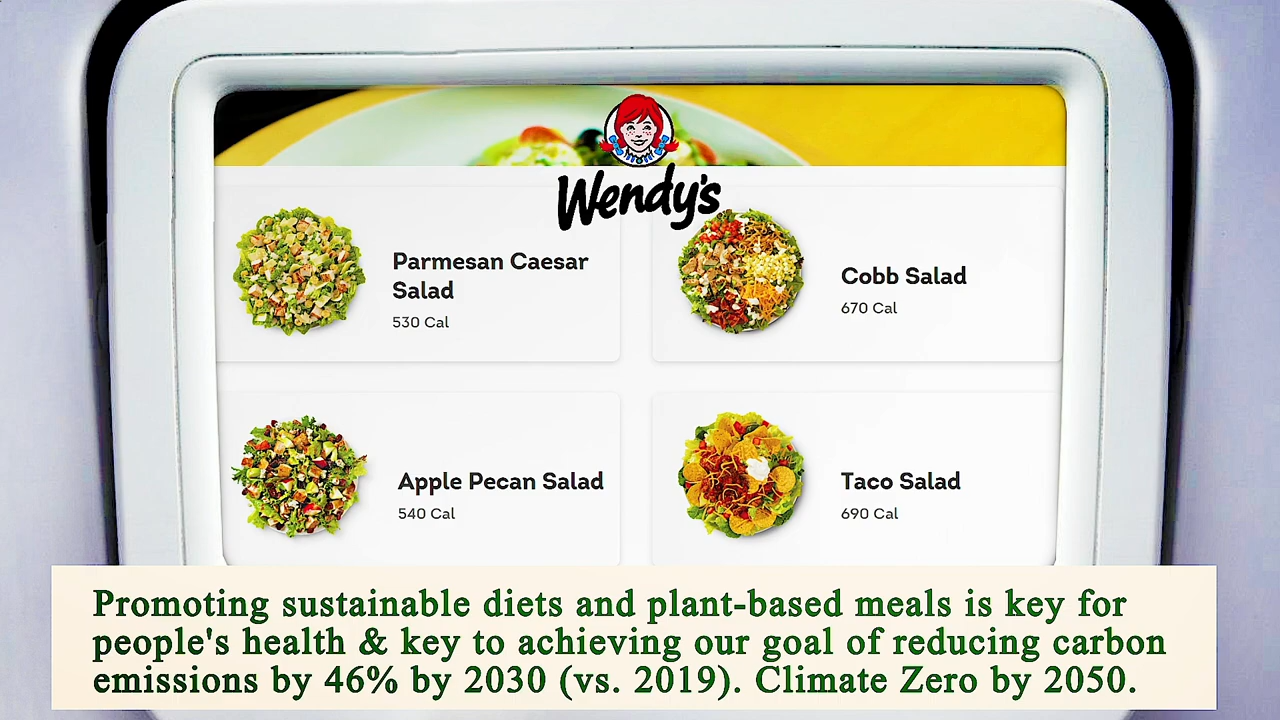 Wendy's
Parmesan Caesar
Salad
530 Cal
Cobb Salad
670 Cal
Apple Pecan Salad
540 Cal
Taco Salad
690 Cal
Promoting sustainable diets and plant-based meals is key for
people's health & key to achieving our goal of reducing carbon
emissions by 46% by 2030 (vs. 2019). Climate Zero by 2050.